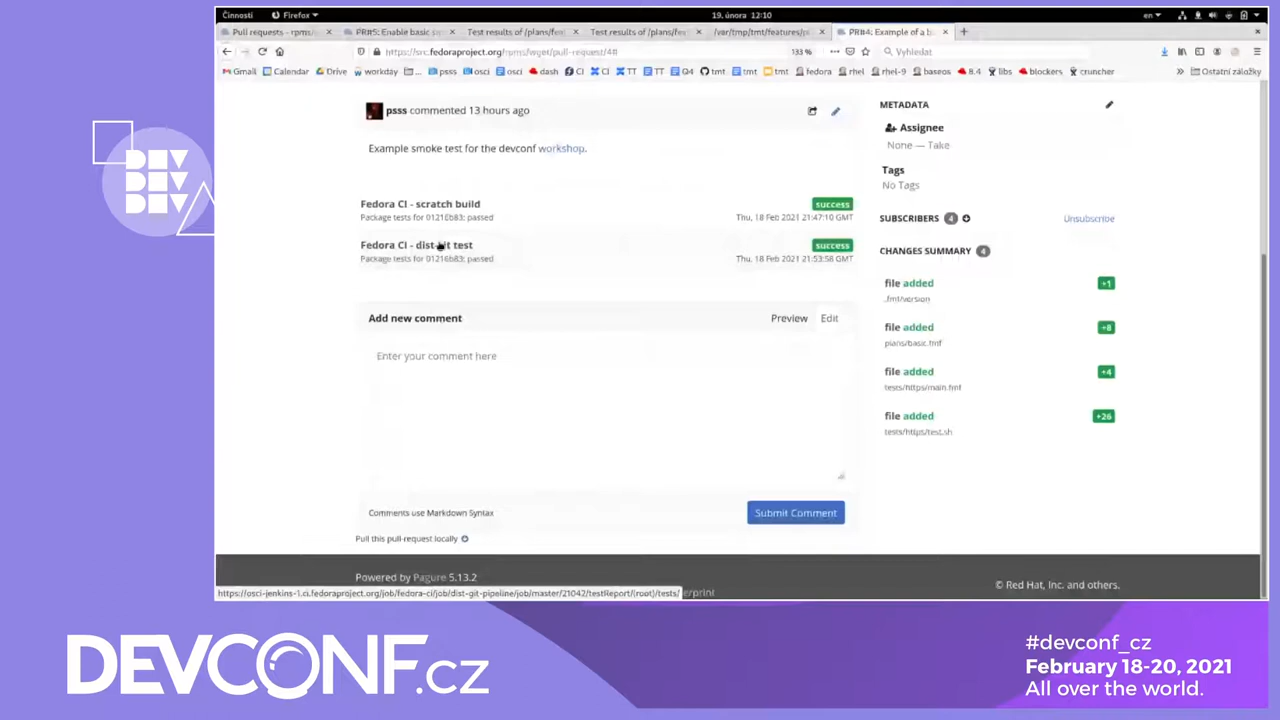 Činnosti
Firefox
19. února 12:10
en
Pull requests - rpms/
PR#5: Enable basic
Test results of /plans/fe
Test results of /plans/fe
/var/tmp/tmt/features/p
PR#4: Example of a b
https://src.fedoraproject.org/rpms/wget/pull-request/4#
133 %
Vyhledat
Gmail
Calendar
Drive
workday
psss
osci
osci
dash
CI
CI
TT
TT
Q4
tmt
tmt
tmt
fedora
rhel
rhel-9
baseos
8.4
libs
blockers
cruncher
Ostatní záložky
psss commented 13 hours ago
Example smoke test for the devconf workshop.
Fedora CI - scratch build
success
Package tests for 01216b83: passed
Thu, 18 Feb 2021 21:47:10 GMT
Fedora CI - dist-git test
success
Package tests for 01216b83: passed
Thu, 18 Feb 2021 21:53:58 GMT
Add new comment
Preview
Edit
Enter your comment here
Comments use Markdown Syntax
Submit Comment
Pull this pull-request locally
METADATA
Assignee
None — Take
Tags
No Tags
SUBSCRIBERS 4
Unsubscribe
CHANGES SUMMARY 4
file added
+1
.fmf/version
file added
+8
plans/basic.fmf
file added
+4
tests/https/main.fmf
file added
+26
tests/https/test.sh
Powered by Pagure 5.13.2
© Red Hat, Inc. and others.
https://osci-jenkins-1.ci.fedoraproject.org/job/fedora-ci/job/dist-git-pipeline/job/master/21042/testReport/(root)/tests/
erprint
DEV
DEV
DEV
DEVCONF.cz
#devconf_cz
February 18-20, 2021
All over the world.